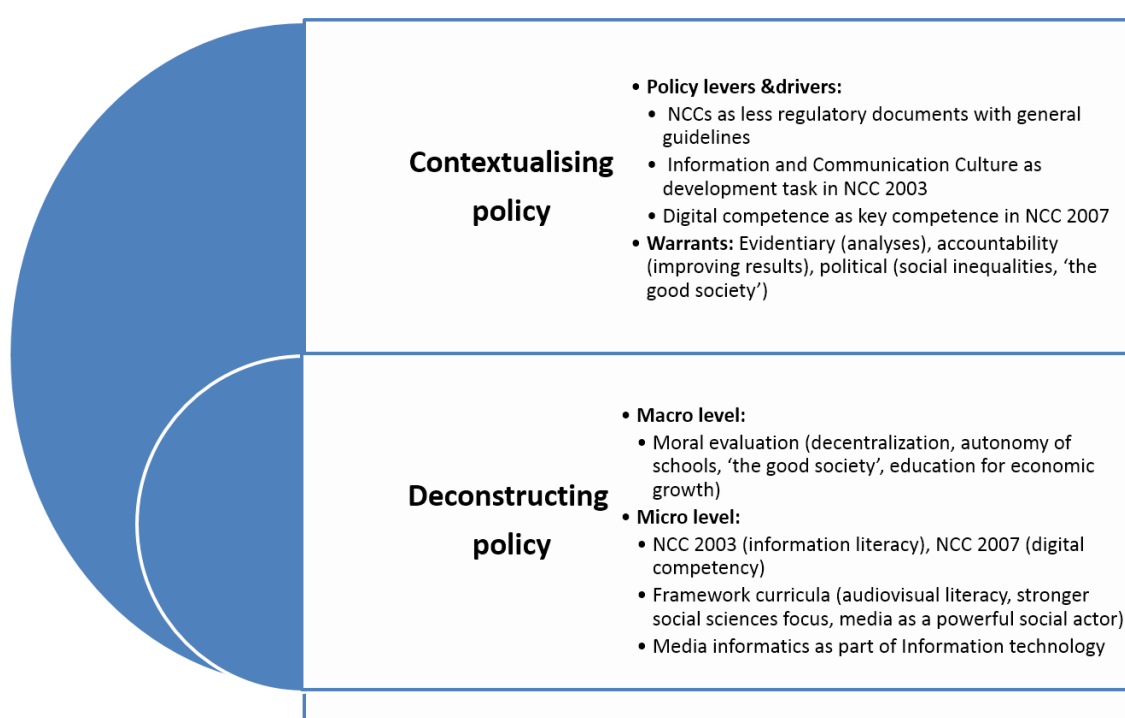 Contextualising
policy
• Policy levers &drivers:
• NCCs as less regulatory documents with general
guidelines
• Information and Communication Culture as
development task in NCC 2003
• Digital competence as key competence in NCC 2007
• Warrants: Evidentiary (analyses), accountability
(improving results), political (social inequalities, ‘the
good society’)
Deconstructing
policy
• Macro level:
• Moral evaluation (decentralization, autonomy of
schools, ‘the good society’, education for economic
growth)
• Micro level:
• NCC 2003 (information literacy), NCC 2007 (digital
competency)
• Framework curricula (audiovisual literacy, stronger
social sciences focus, media as a powerful social actor)
• Media informatics as part of Information technology